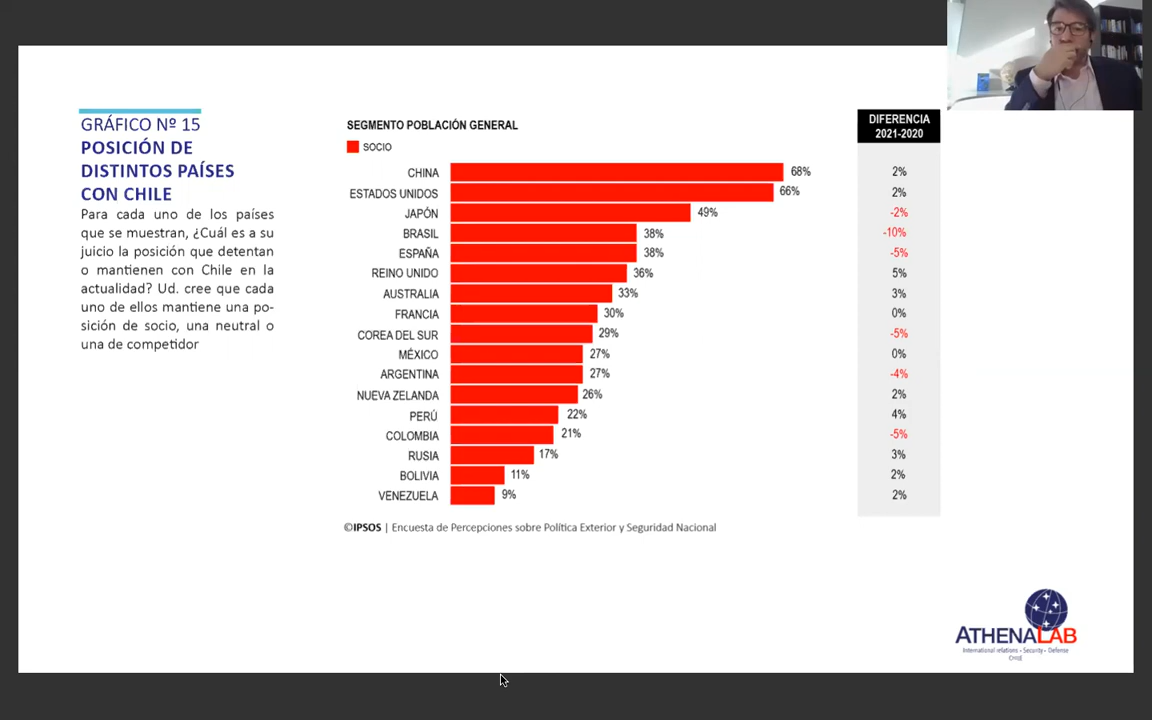 GRÁFICO Nº 15
POSICIÓN DE
DISTINTOS PAÍSES
CON CHILE
Para cada uno de los países
que se muestran, ¿Cuál es a su
juicio la posición que detentan
o mantienen con Chile en la
actualidad? Ud. cree que cada
uno de ellos mantiene una po-
sición de socio, una neutral o
una de competidor
SEGMENTO POBLACIÓN GENERAL
SOCIO
DIFERENCIA
2021-2020
CHINA 68% 2%
ESTADOS UNIDOS 66% 2%
JAPÓN 49% -2%
BRASIL 38% -10%
ESPAÑA 38% -5%
REINO UNIDO 36% 5%
AUSTRALIA 33% 3%
FRANCIA 30% 0%
COREA DEL SUR 29% -5%
MÉXICO 27% 0%
ARGENTINA 27% -4%
NUEVA ZELANDA 26% 2%
PERÚ 22% 4%
COLOMBIA 21% -5%
RUSIA 17% 3%
BOLIVIA 11% 2%
VENEZUELA 9% 2%
©IPSOS | Encuesta de Percepciones sobre Política Exterior y Seguridad Nacional
ATHENALAB
International relations • Security • Defense
CHILE